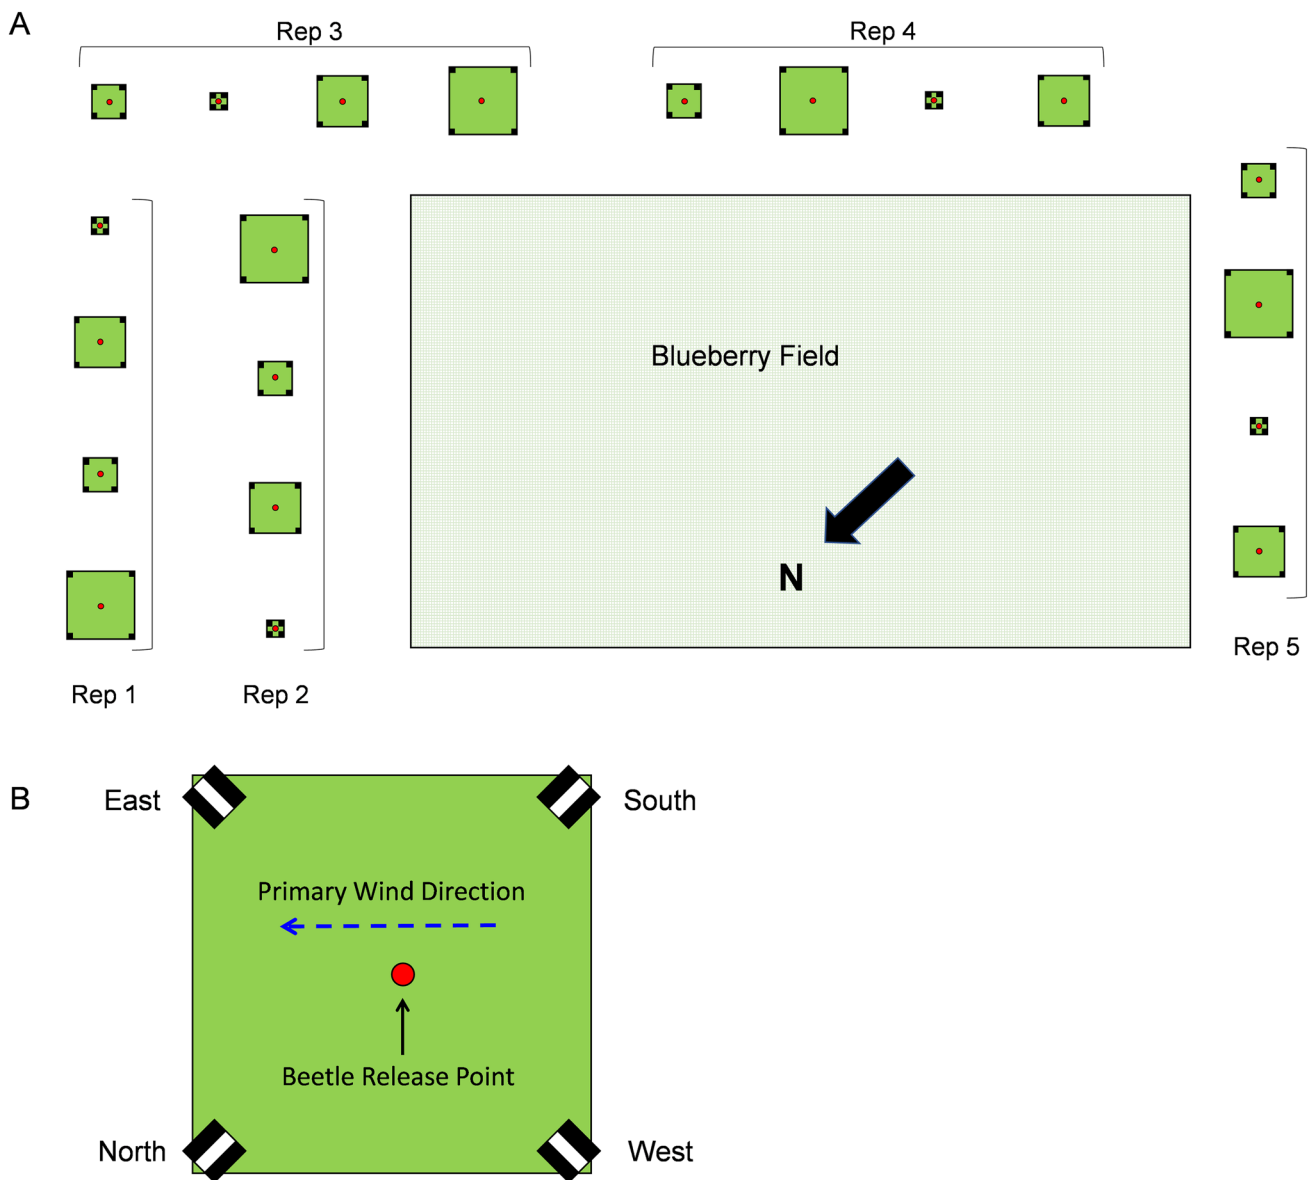 A
Rep 3
Rep 4
Blueberry Field
N
Rep 5
Rep 1
Rep 2
B
East
South
Primary Wind Direction
Beetle Release Point
North
West